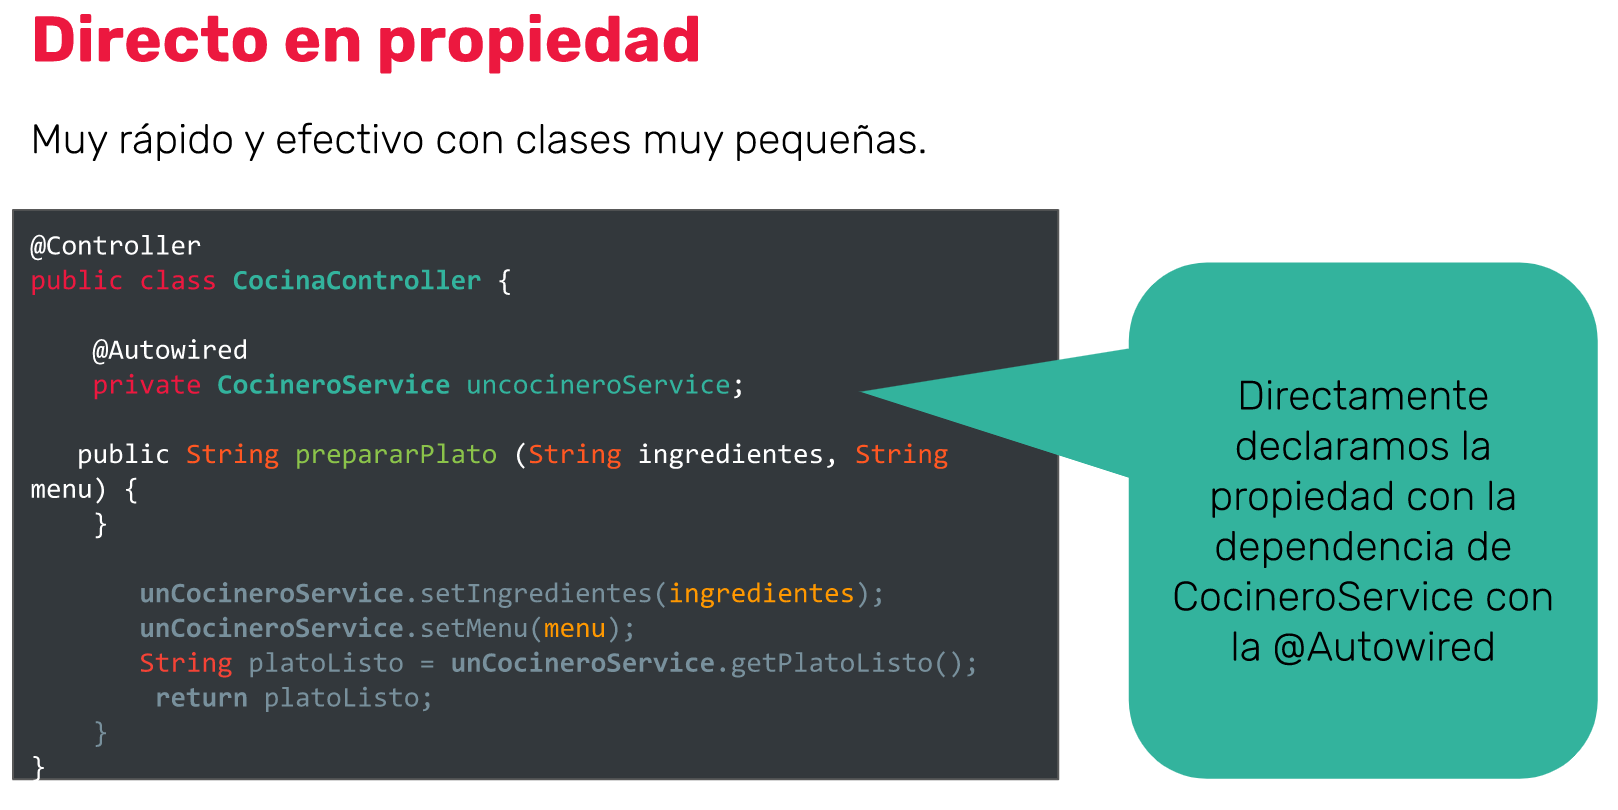 Directo en propiedad
Muy rápido y efectivo con clases muy pequeñas.
@Controller
public class CocinaController {
@Autowired
private CocineroService uncocineroService;
public String prepararPlato (String ingredientes, String
menu) {
}
unCocineroService.setIngredientes(ingredientes);
unCocineroService.setMenu(menu);
String platoListo = unCocineroService.getPlatoListo();
return platoListo;
}
}
Directamente
declaramos la
propiedad con la
dependencia de
CocineroService con
la @Autowired